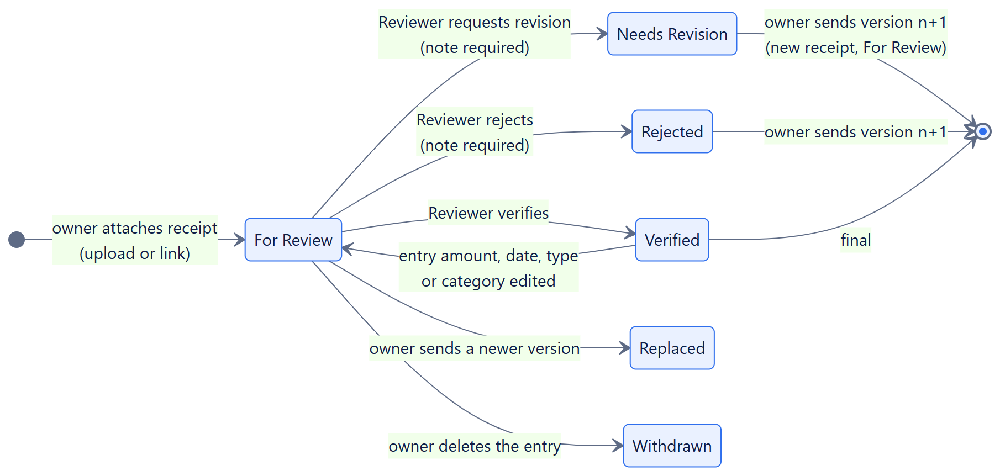 Reviewer requests revision
(note required)
Needs Revision
owner sends version n+1
(new receipt, For Review)
Reviewer rejects
(note required)
Rejected
owner sends version n+1
owner attaches receipt
(upload or link)
For Review
Reviewer verifies
Verified
final
entry amount, date, type
or category edited
owner sends a newer version
Replaced
owner deletes the entry
Withdrawn